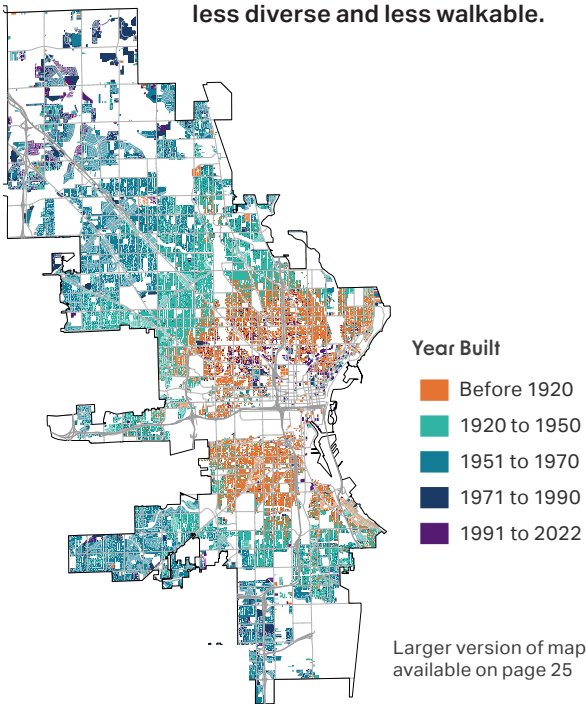 less diverse and less walkable.
Year Built
Before 1920
1920 to 1950
1951 to 1970
1971 to 1990
1991 to 2022
Larger version of map
available on page 25